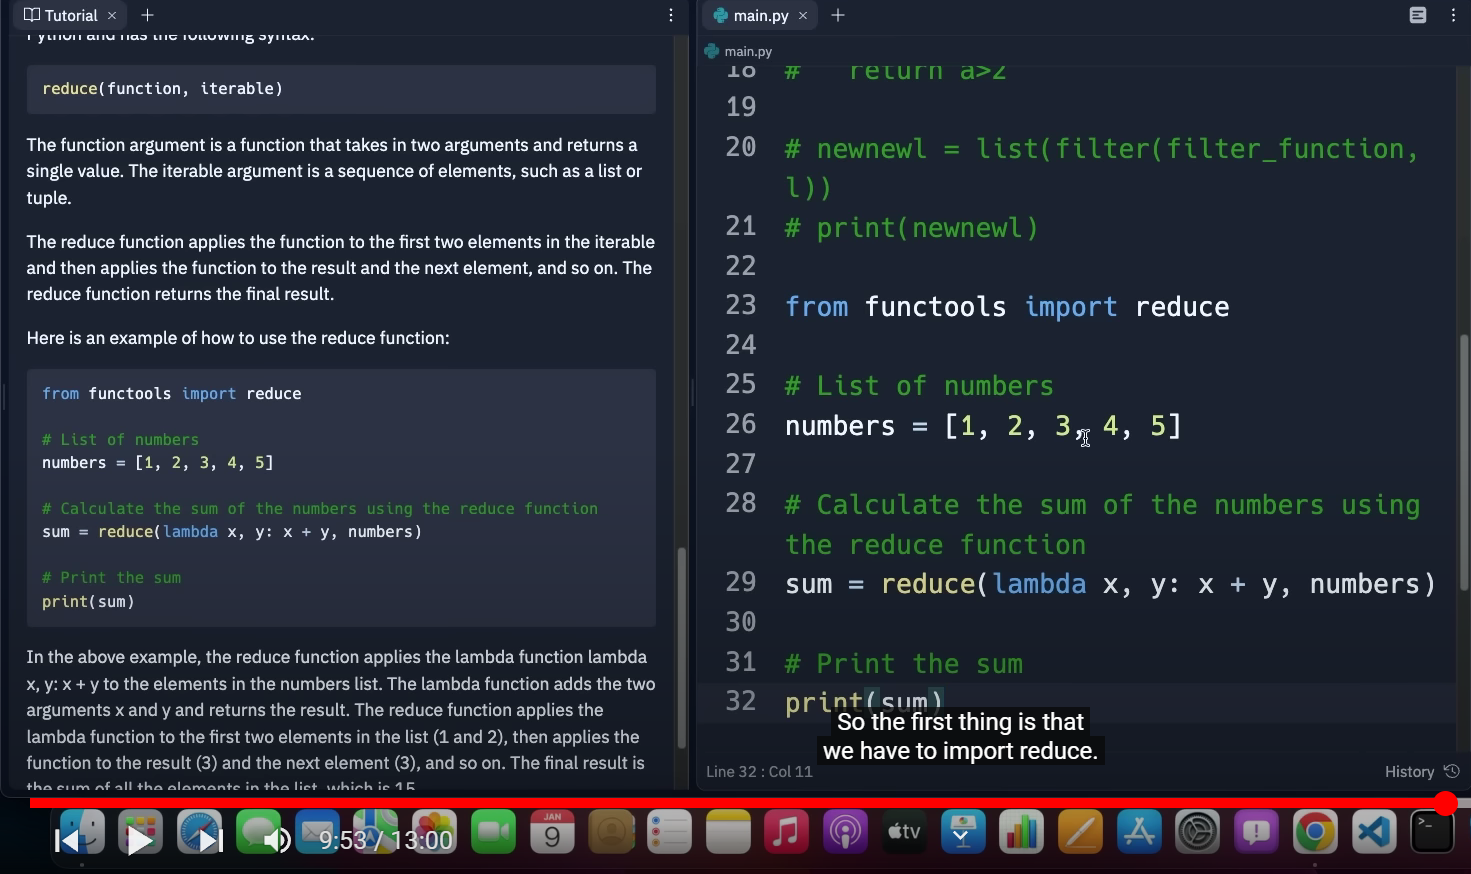 Tutorial
Python and has the following syntax:
reduce(function, iterable)
The function argument is a function that takes in two arguments and returns a
single value. The iterable argument is a sequence of elements, such as a list or
tuple.
The reduce function applies the function to the first two elements in the iterable
and then applies the function to the result and the next element, and so on. The
reduce function returns the final result.
Here is an example of how to use the reduce function:
from functools import reduce
# List of numbers
numbers = [1, 2, 3, 4, 5]
# Calculate the sum of the numbers using the reduce function
sum = reduce(lambda x, y: x + y, numbers)
# Print the sum
print(sum)
In the above example, the reduce function applies the lambda function lambda
x, y: x + y to the elements in the numbers list. The lambda function adds the two
arguments x and y and returns the result. The reduce function applies the
lambda function to the first two elements in the list (1 and 2), then applies the
function to the result (3) and the next element (3), and so on. The final result is
the sum of all the elements in the list, which is 15
main.py
main.py
18 # return a>2
19
20 # newnewl = list(filter(filter_function,
l))
21 # print(newnewl)
22
23 from functools import reduce
24
25 # List of numbers
26 numbers = [1, 2, 3, 4, 5]
27
28 # Calculate the sum of the numbers using
the reduce function
29 sum = reduce(lambda x, y: x + y, numbers)
30
31 # Print the sum
32 print(sum)
So the first thing is that
we have to import reduce.
Line 32 : Col 11
History
JAN
9
tv
9:53 / 13:00